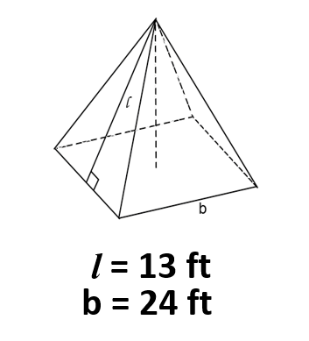 l
b
l = 13 ft
b = 24 ft